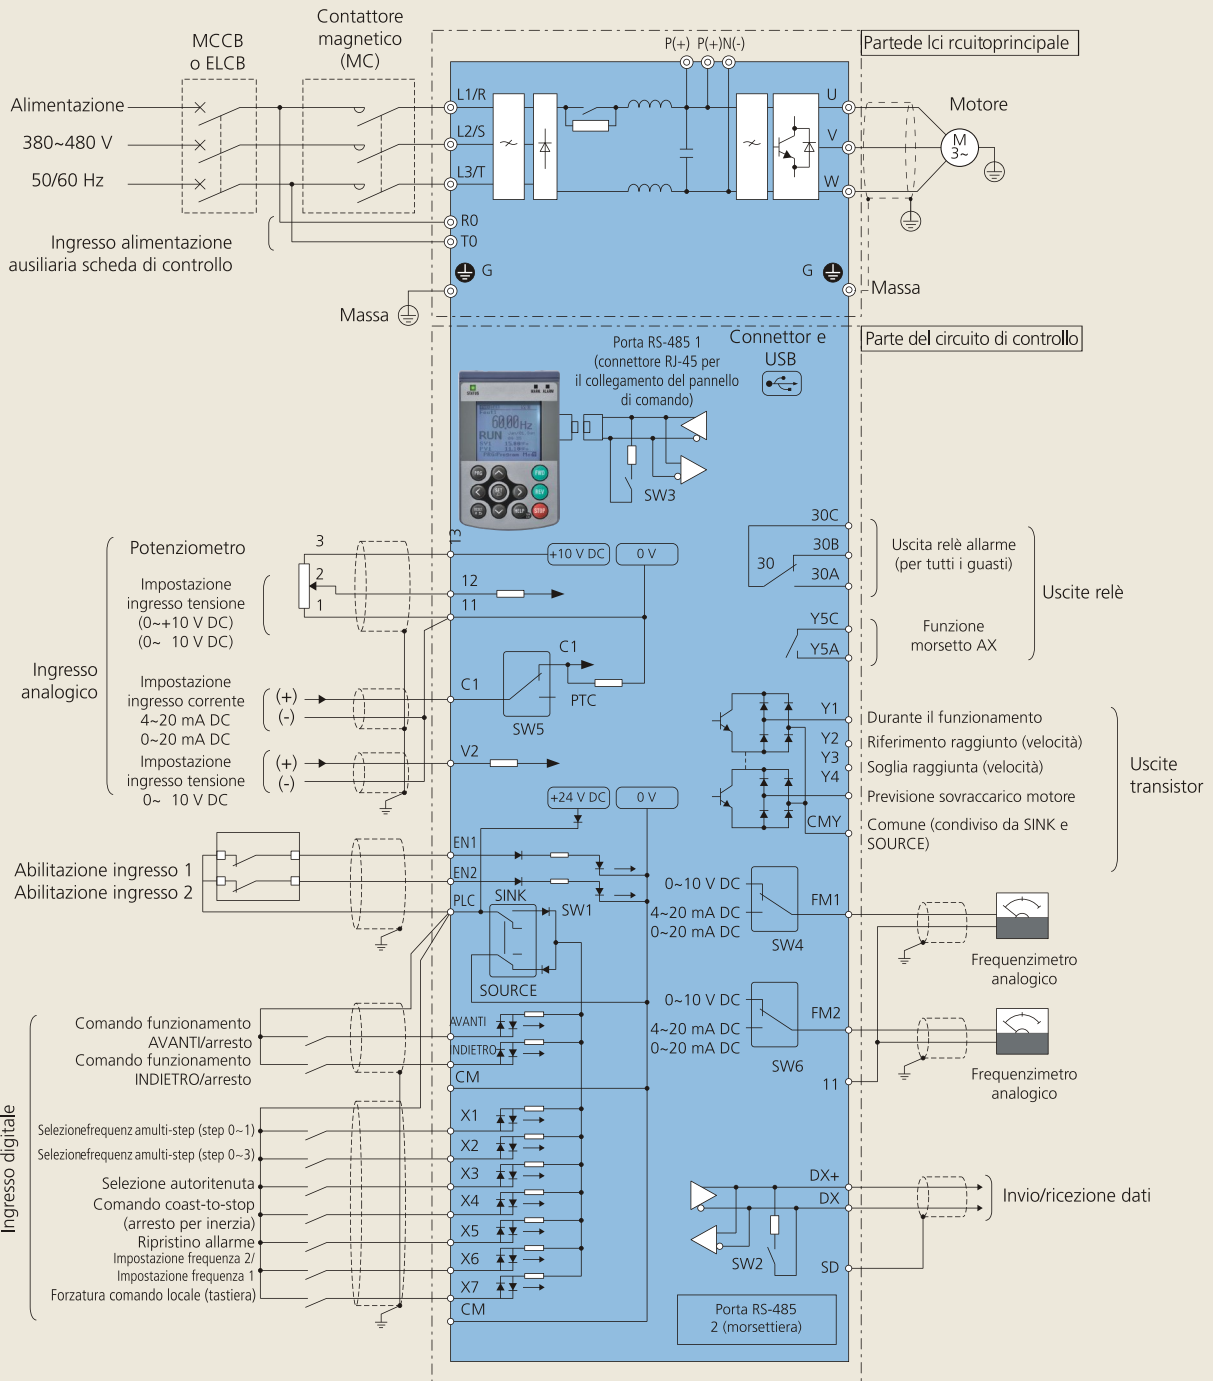 Contattore
magnetico
(MC)
MCCB
o ELCB
P(+) P(+)N(-)
Partede lci rcuitoprincipale
Alimentazione
380~480 V
50/60 Hz
L1/R
L2/S
L3/T
R0
T0
U
V
W
Motore
M
3~
Ingresso alimentazione
ausiliaria scheda di controllo
G
G
Massa
Massa
Parte del circuito di controllo
Porta RS-485 1
(connettore RJ-45 per
il collegamento del pannello
di comando)
Connettor e
USB
60.00Hz
RUN
PRG
FWD
REV
STOP
HELP
SW3
Ingresso
analogico
Potenziometro
3
2
1
13
12
11
+10 V DC
0 V
Impostazione
ingresso tensione
(0~+10 V DC)
(0~ 10 V DC)
Impostazione
ingresso corrente
4~20 mA DC
0~20 mA DC
(+)
(-)
C1
C1
PTC
SW5
Impostazione
ingresso tensione
0~ 10 V DC
(+)
(-)
V2
+24 V DC
0 V
30C
30B
30A
30
Uscita relè allarme
(per tutti i guasti)
Y5C
Y5A
Funzione
morsetto AX
Uscite relè
Y1
Y2
Y3
Y4
CMY
Durante il funzionamento
Riferimento raggiunto (velocità)
Soglia raggiunta (velocità)
Previsione sovraccarico motore
Comune (condiviso da SINK e
SOURCE)
Uscite
transistor
Abilitazione ingresso 1
Abilitazione ingresso 2
EN1
EN2
PLC
SINK
SW1
SOURCE
0~10 V DC
4~20 mA DC
0~20 mA DC
FM1
SW4
Frequenzimetro
analogico
0~10 V DC
4~20 mA DC
0~20 mA DC
FM2
SW6
11
Frequenzimetro
analogico
Ingresso digitale
Comando funzionamento
AVANTI/arresto
Comando funzionamento
INDIETRO/arresto
AVANTI
INDIETRO
CM
Selezionefrequenz amulti-step (step 0~1)
Selezionefrequenz amulti-step (step 0~3)
Selezione autoritenuta
Comando coast-to-stop
(arresto per inerzia)
Ripristino allarme
Impostazione frequenza 2/
Impostazione frequenza 1
Forzatura comando locale (tastiera)
X1
X2
X3
X4
X5
X6
X7
CM
DX+
DX
SD
SW2
Invio/ricezione dati
Porta RS-485
2 (morsettiera)